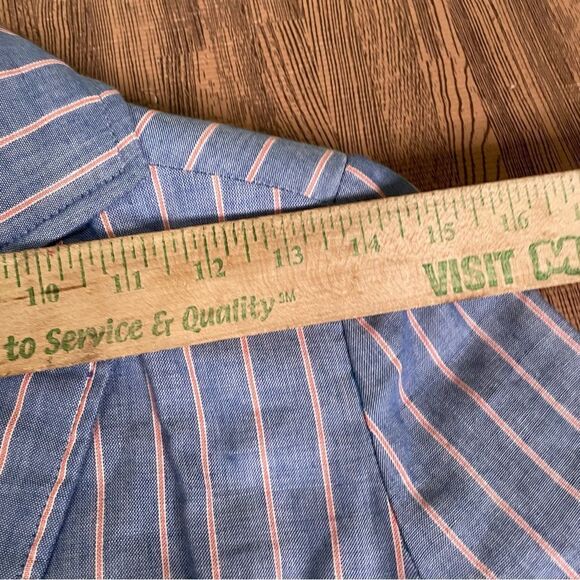 10 11 12 13 14 15 16
to Service & Quality SM VISIT